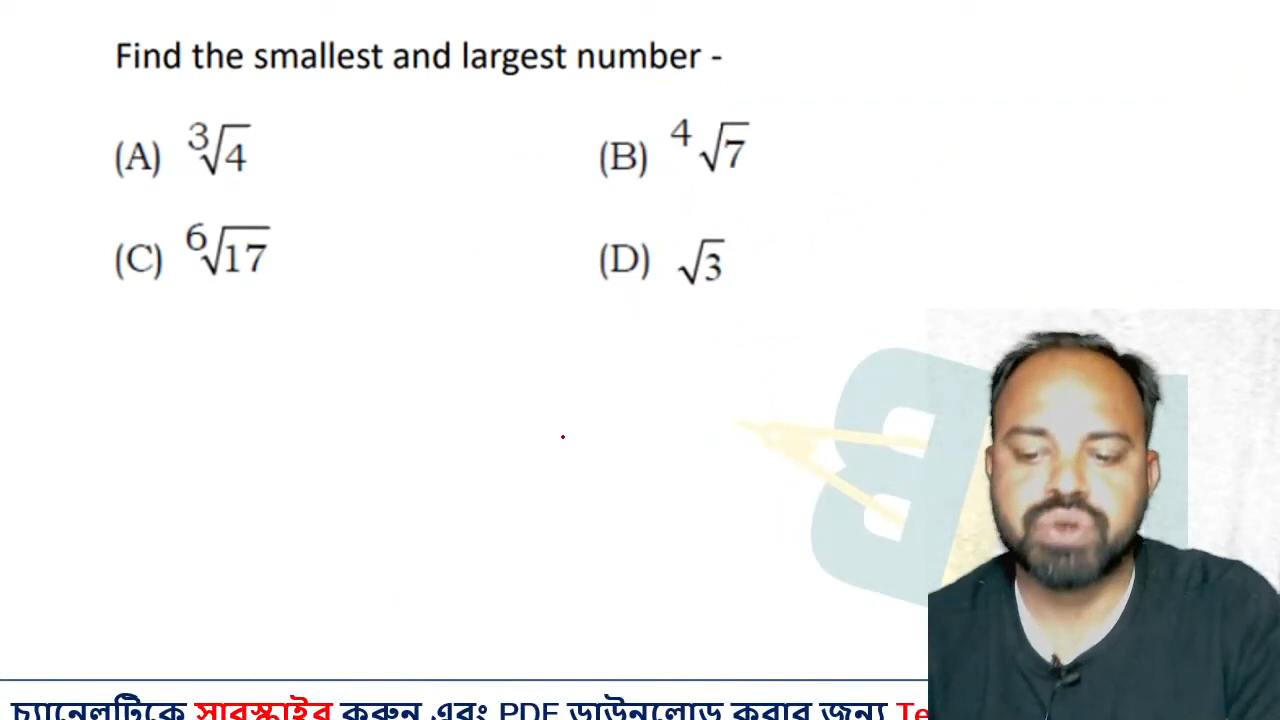 Find the smallest and largest number -
(A) ∛4 (B) ∜7
(C) ⁶√17 (D) √3
চ্যানেলটিকে সাবস্ক্রাইব করুন এবং PDF ডাউনলোড করার জন্য Te